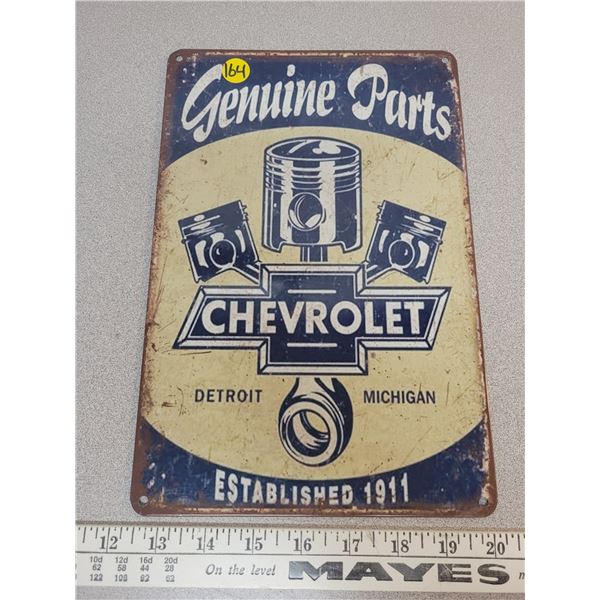 164
Genuine Parts
CHEVROLET
DETROIT MICHIGAN
ESTABLISHED 1911
12 13 14 15 16 17 18 19 20
10d 12d 16d 20d
62 58 44 28
122 108 92 62
On the level MAYES